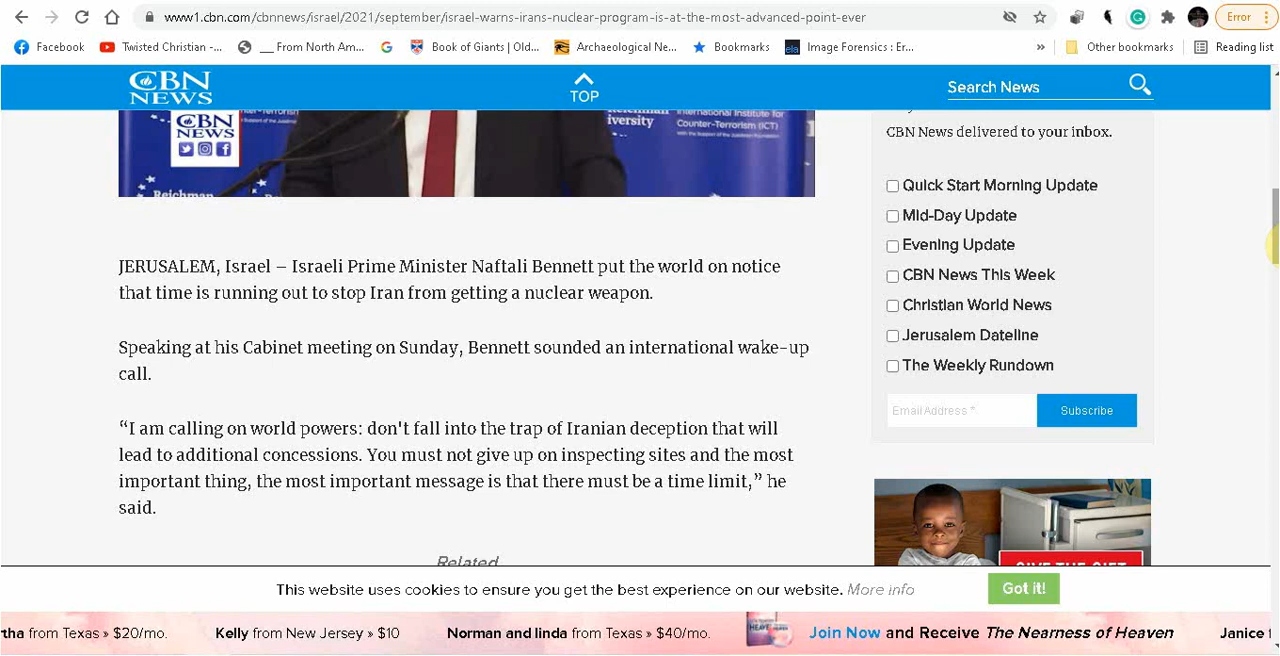 www1.cbn.com/cbnnews/israel/2021/september/israel-warns-irans-nuclear-program-is-at-the-most-advanced-point-ever
Error
Facebook
Twisted Christian -...
__ From North Am...
Book of Giants | Old...
Archaeological Ne...
Bookmarks
Image Forensics : Er...
»
Other bookmarks
Reading list
CBN
NEWS
TOP
Search News
CBN
NEWS
International Institute for
Counter-Terrorism (ICT)
Reichman
CBN News delivered to your inbox.
Quick Start Morning Update
Mid-Day Update
Evening Update
CBN News This Week
Christian World News
Jerusalem Dateline
The Weekly Rundown
Email Address *
Subscribe
JERUSALEM, Israel – Israeli Prime Minister Naftali Bennett put the world on notice
that time is running out to stop Iran from getting a nuclear weapon.
Speaking at his Cabinet meeting on Sunday, Bennett sounded an international wake-up
call.
“I am calling on world powers: don't fall into the trap of Iranian deception that will
lead to additional concessions. You must not give up on inspecting sites and the most
important thing, the most important message is that there must be a time limit,” he
said.
Related
GIVE THE GIFT
This website uses cookies to ensure you get the best experience on our website. More info
Got it!
tha from Texas » $20/mo.
Kelly from New Jersey » $10
Norman and linda from Texas » $40/mo.
Join Now and Receive The Nearness of Heaven
Janice